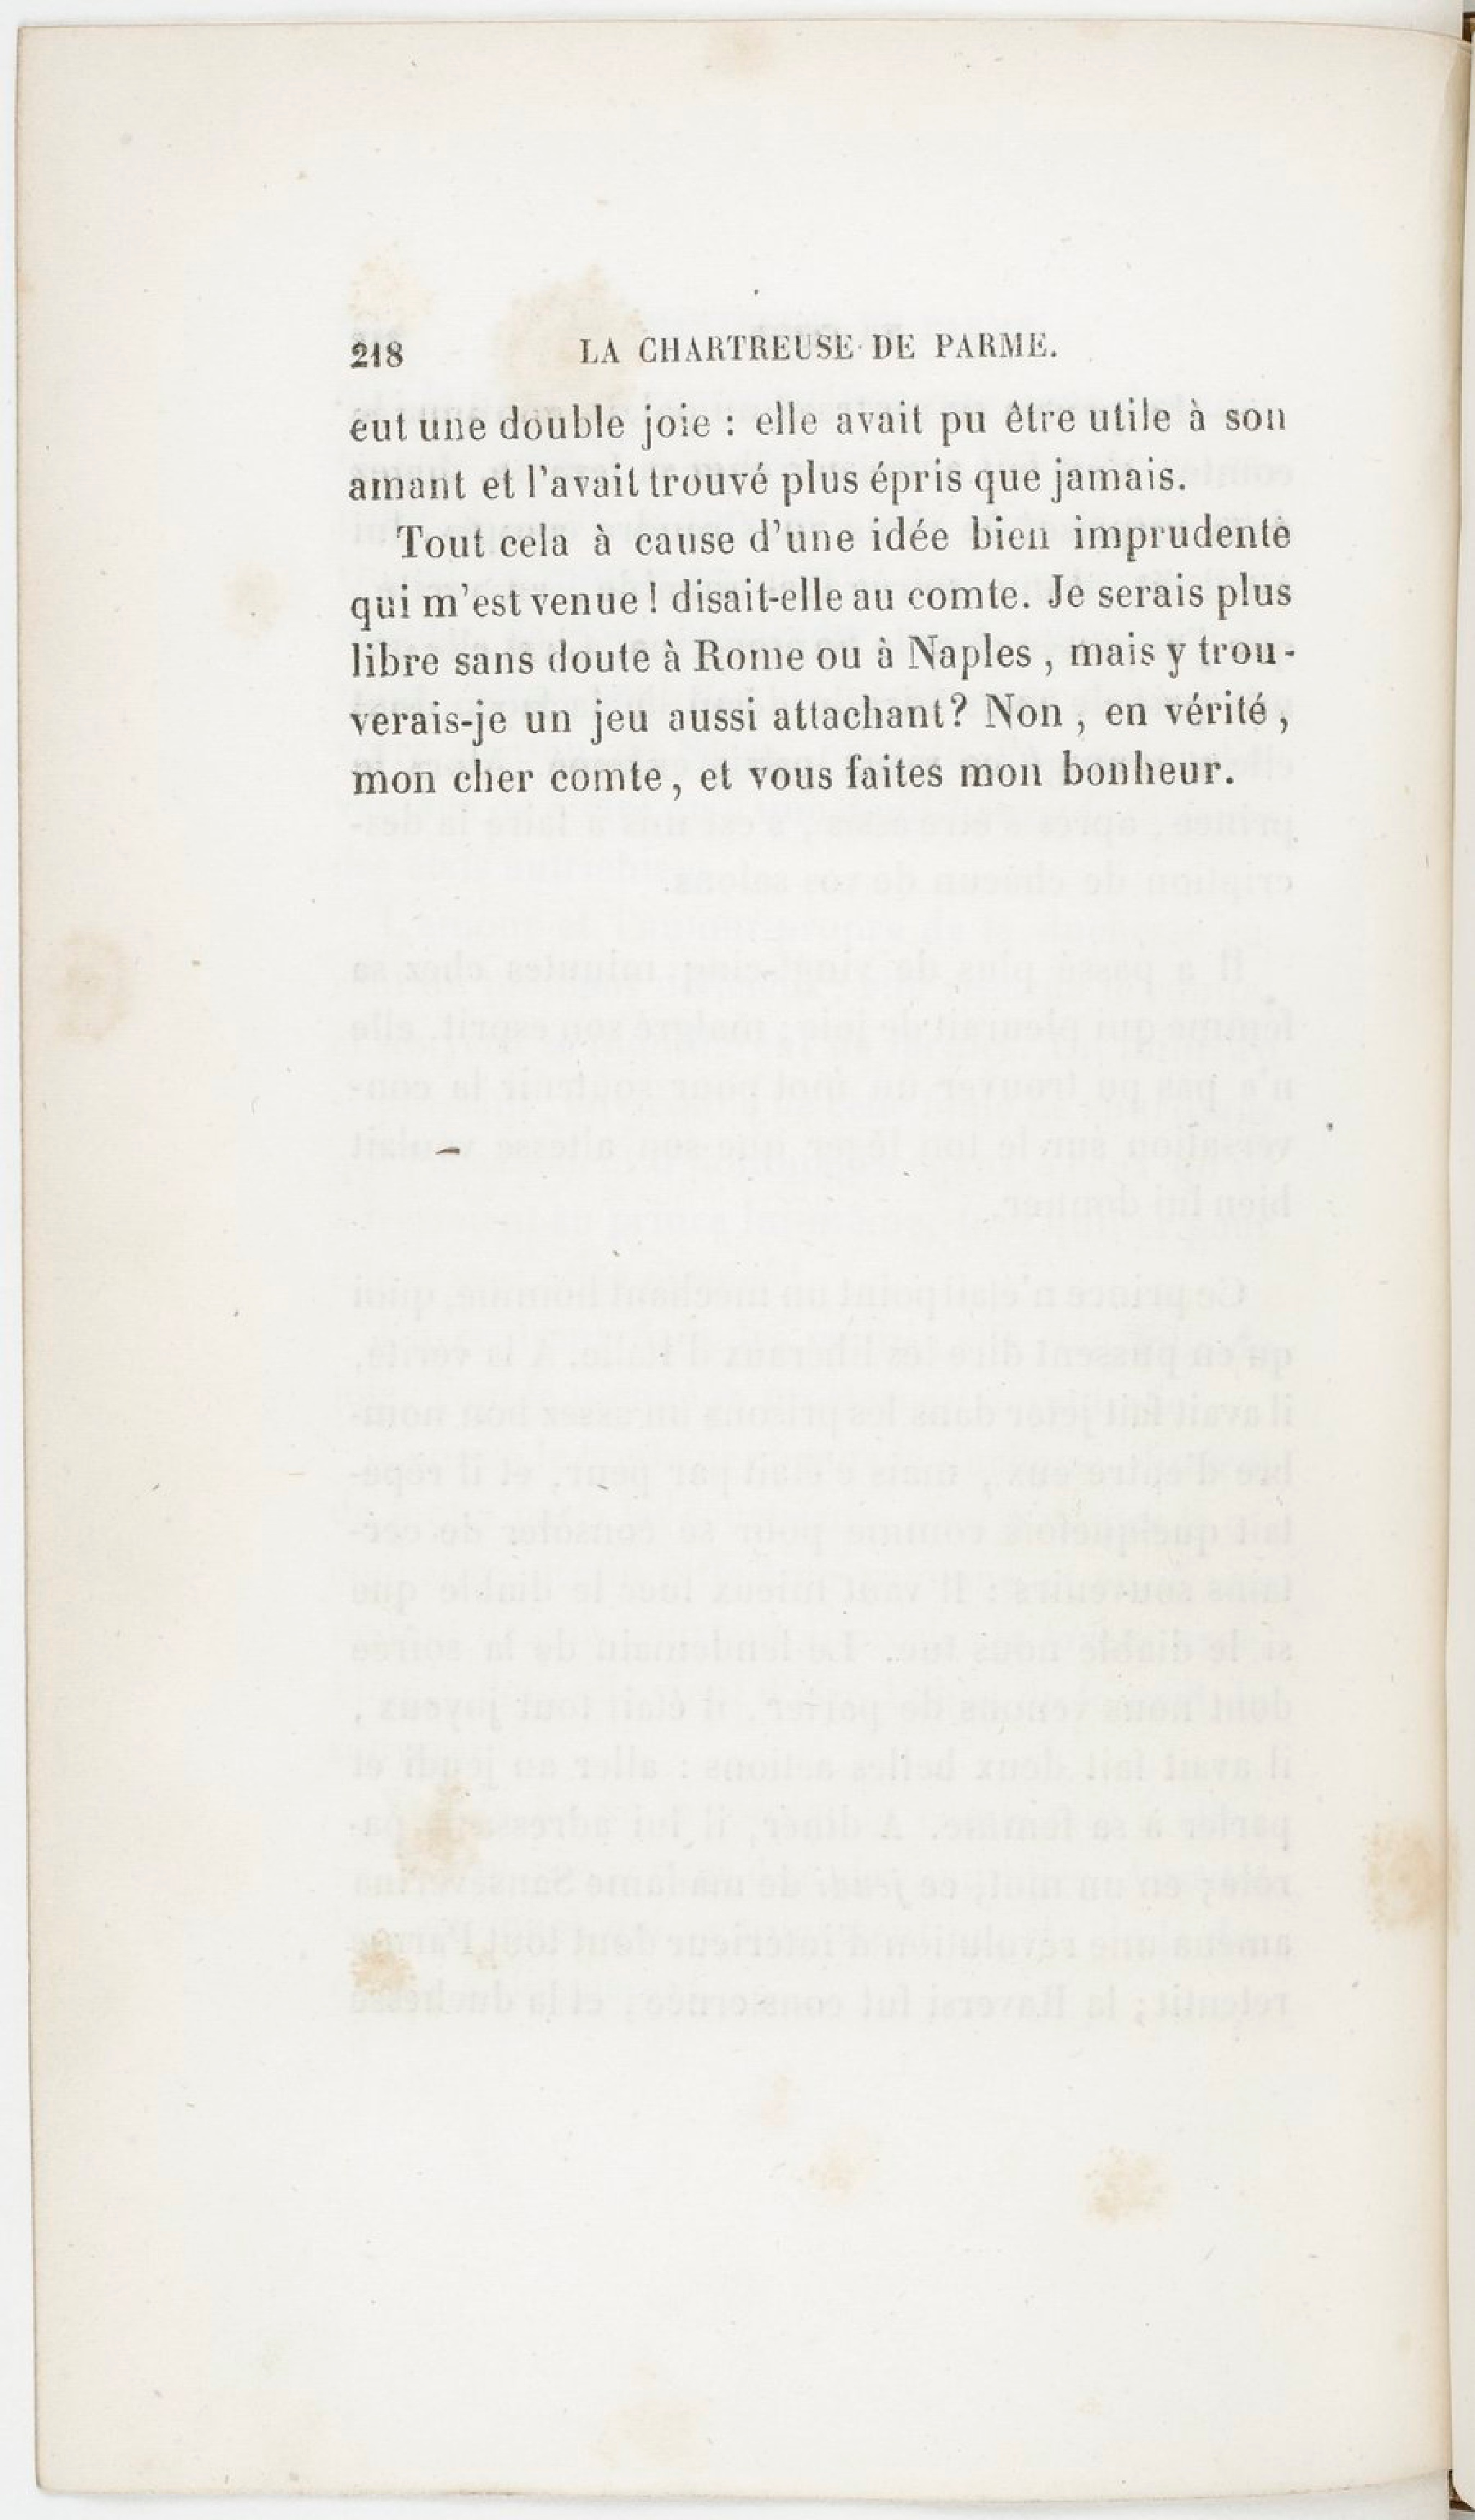 218 LA CHARTREUSE DE PARME.
eut une double joie : elle avait pu être utile à son
amant et l'avait trouvé plus épris que jamais.
Tout cela à cause d'une idée bien imprudente
qui m'est venue ! disait-elle au comte. Je serais plus
libre sans doute à Rome ou à Naples , mais y trou-
verais-je un jeu aussi attachant? Non , en vérité ,
mon cher comte, et vous faites mon bonheur.